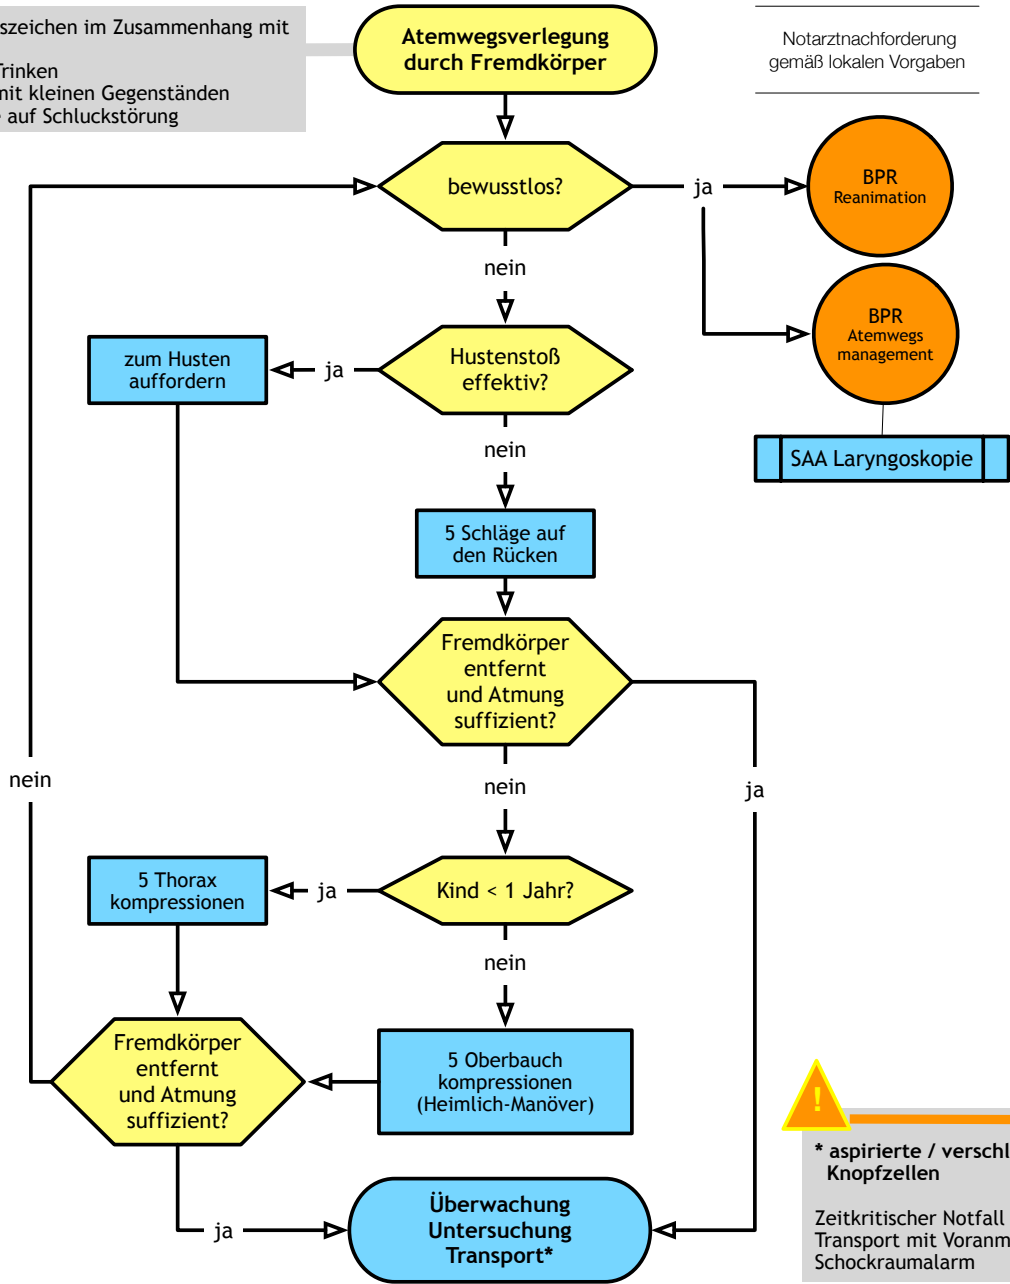 im Zusammenhang mit
Trinken
mit kleinen Gegenständen
auf Schluckstörung
Atemwegsverlegung
durch Fremdkörper
Notarztnachforderung
gemäß lokalen Vorgaben
bewusstlos?
ja
BPR
Reanimation
nein
BPR
Atemwegs
management
zum Husten
auffordern
ja
Hustenstoß
effektiv?
SAA Laryngoskopie
nein
5 Schläge auf
den Rücken
Fremdkörper
entfernt
und Atmung
suffizient?
nein
nein
ja
5 Thorax
kompressionen
ja
Kind < 1 Jahr?
nein
Fremdkörper
entfernt
und Atmung
suffizient?
5 Oberbauch
kompressionen
(Heimlich-Manöver)
!
* aspirierte /
Knopfzellen
Zeitkritischer Notfall
Transport mit
Schockraumalarm
ja
Überwachung
Untersuchung
Transport*